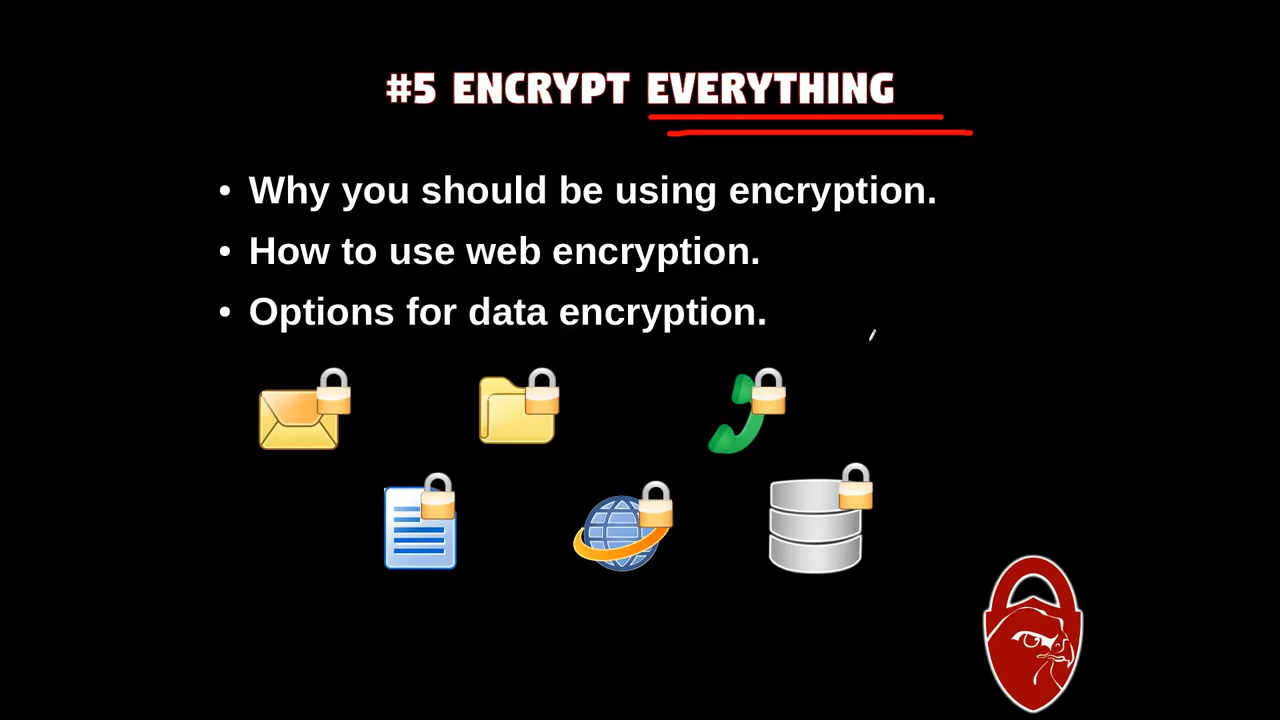 #5 ENCRYPT EVERYTHING
• Why you should be using encryption.
• How to use web encryption.
• Options for data encryption.